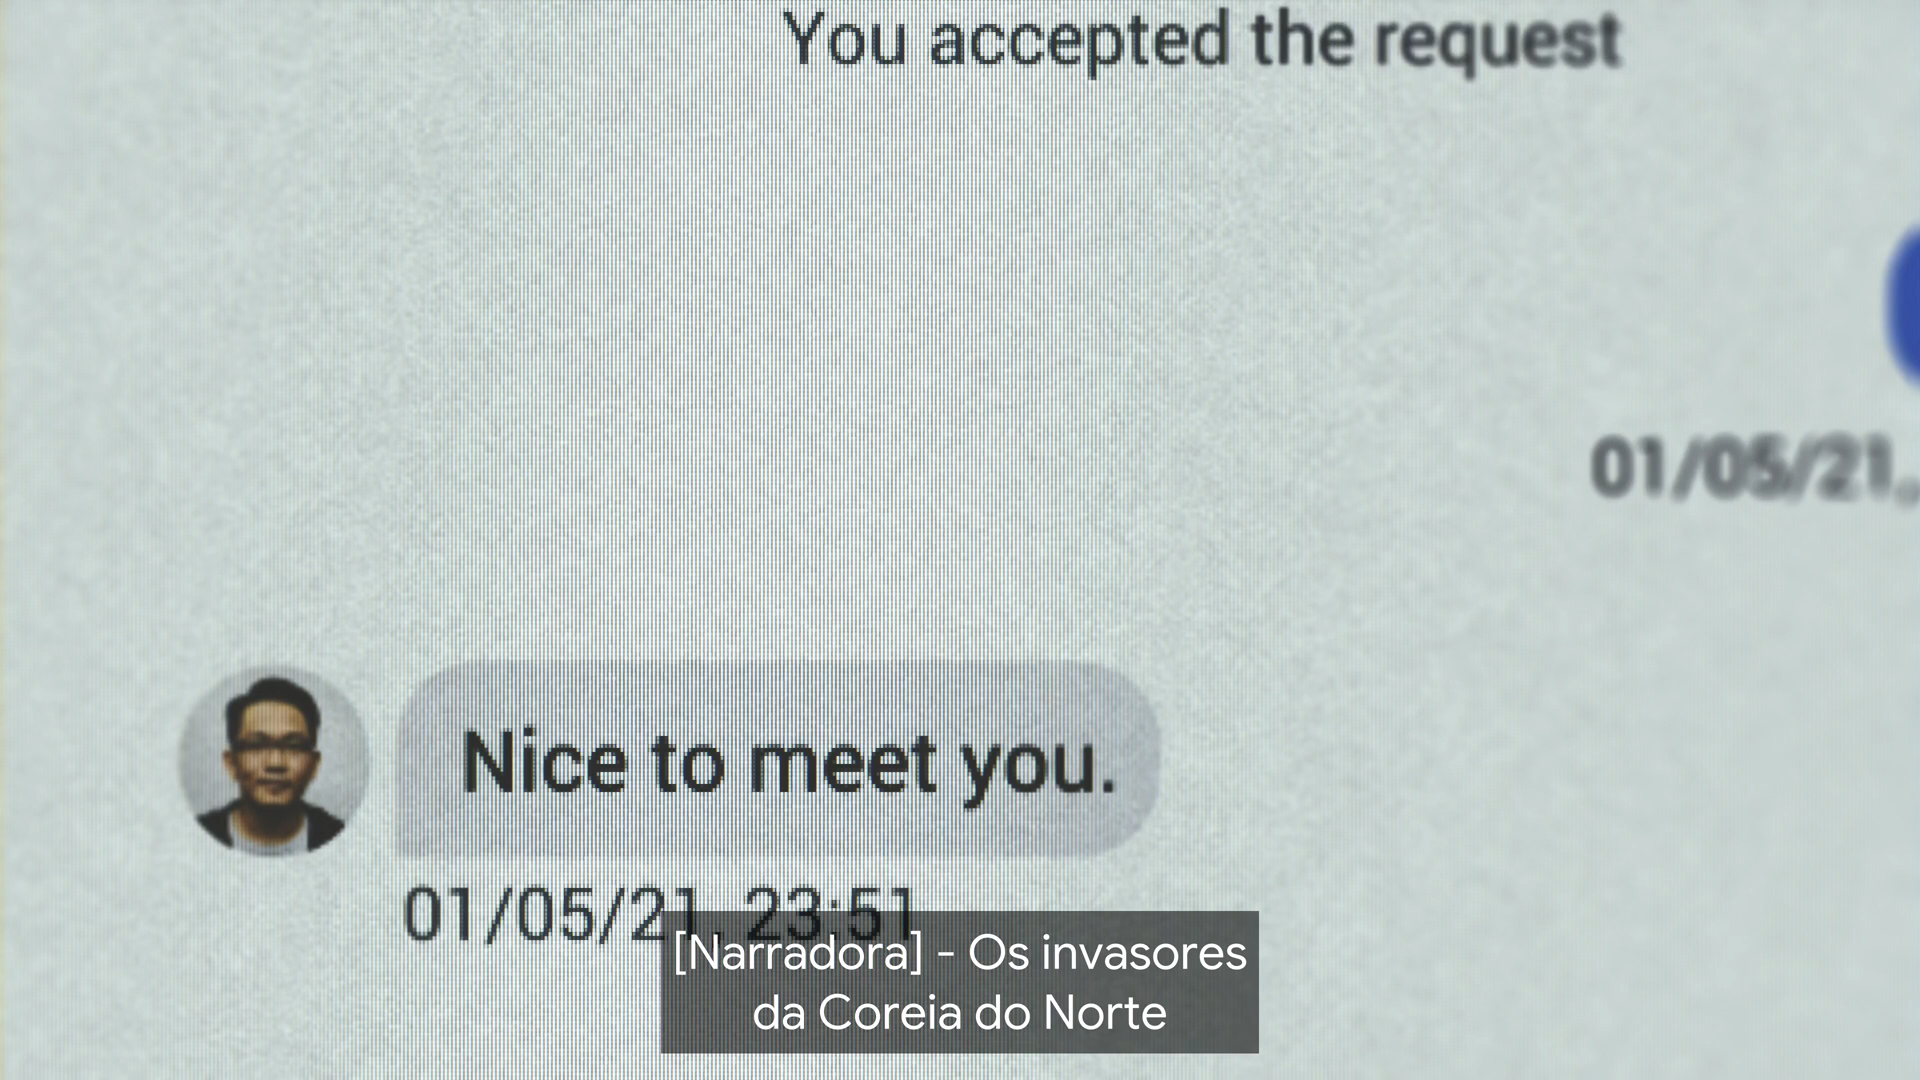 You accepted the request
01/05/21,
Nice to meet you.
01/05/21, 23:51
[Narradora] - Os invasores
da Coreia do Norte